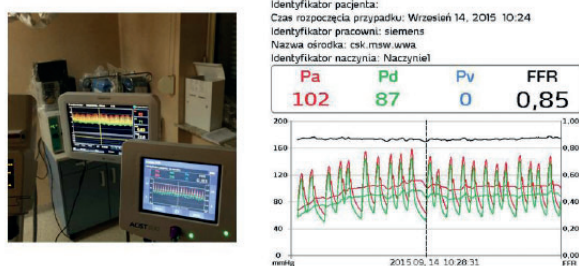 Identyfikator pacjenta:
Czas rozpoczęcia przypadku: Wrzesień 14, 2015 10:24
Identyfikator pracowni: siemens
Nazwa ośrodka: csk.msw.wwa
Identyfikator naczynia: Naczynie1
Pa Pd Pv FFR
102 87 0 0,85
200 1,00
160 0,80
120 0,60
80 0,40
40 0,20
0 0,00
mmHg 2015 09, 14 10:28:31 FFR